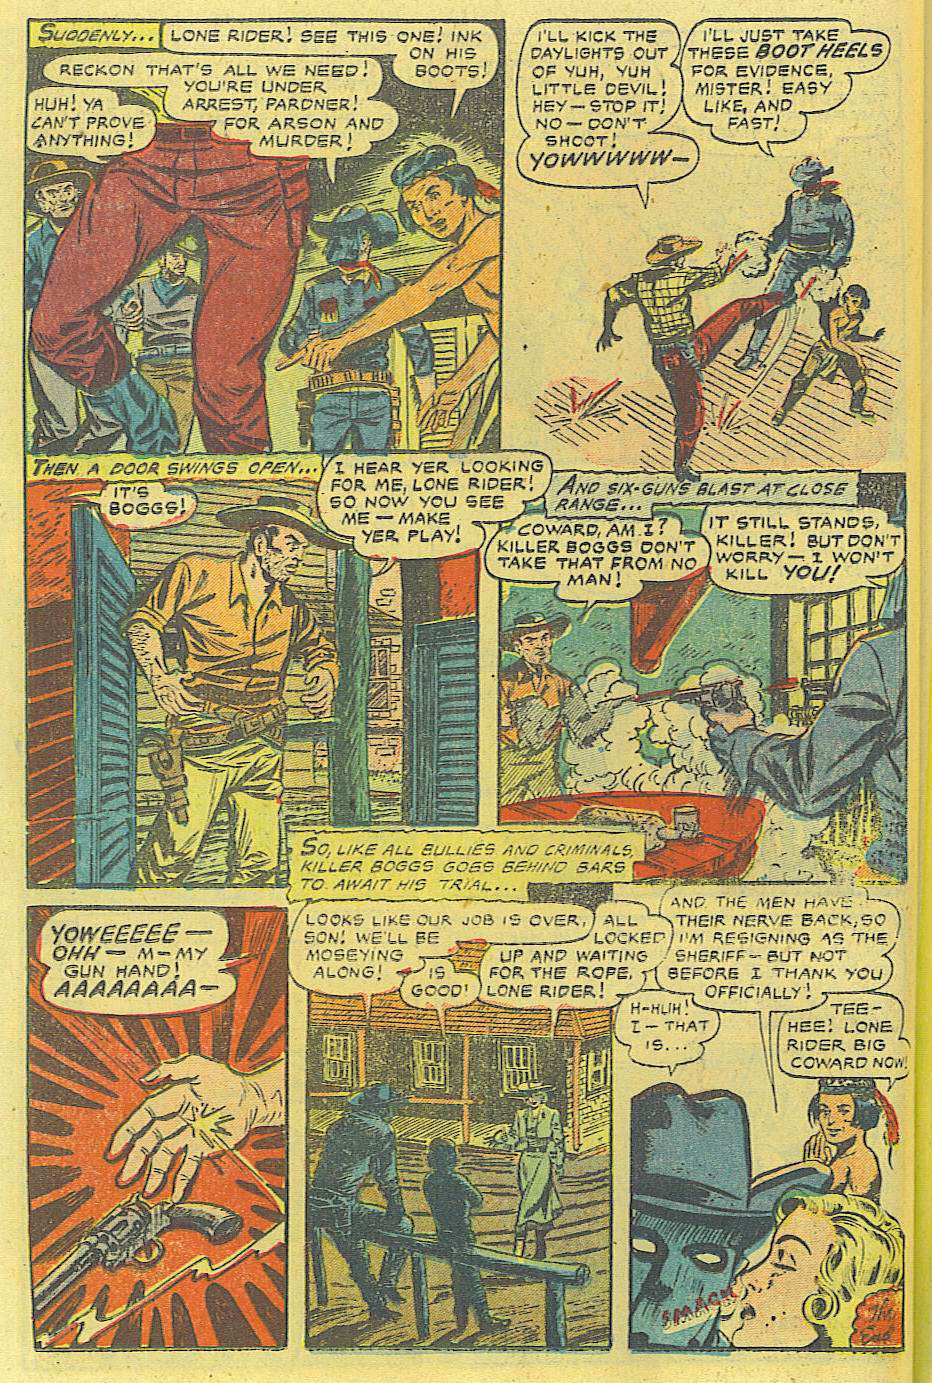 SUDDENLY...
LONE RIDER! SEE THIS ONE! INK
ON HIS
BOOTS!
RECKON THAT'S ALL WE NEED!
YOU'RE UNDER
ARREST, PARDNER!
FOR ARSON AND
MURDER!
HUH! YA
CAN'T PROVE
ANYTHING!
I'LL KICK THE
DAYLIGHTS OUT
OF YUH, YUH
LITTLE DEVIL!
HEY—STOP IT!
NO—DON'T
SHOOT!
YOWWWWW—
I'LL JUST TAKE
THESE BOOT HEELS
FOR EVIDENCE,
MISTER! EASY
LIKE, AND
FAST!
THEN A DOOR SWINGS OPEN...
IT'S
BOGGS!
I HEAR YER LOOKING
FOR ME, LONE RIDER!
SO NOW YOU SEE
ME—MAKE
YER PLAY!
AND SIX-GUNS BLAST AT CLOSE
RANGE...
COWARD, AM I?
KILLER BOGGS DON'T
TAKE THAT FROM NO
MAN!
IT STILL STANDS,
KILLER! BUT DON'T
WORRY—I WON'T
KILL YOU!
YOWEEEEE—
OHH—M-MY
GUN HAND!
AAAAAAAA—
SO, LIKE ALL BULLIES AND CRIMINALS,
KILLER BOGGS GOES BEHIND BARS
TO AWAIT HIS TRIAL...
LOOKS LIKE OUR JOB IS OVER,
SON! WE'LL BE
MOSEYING
ALONG!
IS
GOOD!
ALL
LOCKED
UP AND WAITING
FOR THE ROPE,
LONE RIDER!
AND THE MEN HAVE
THEIR NERVE BACK, SO
I'M RESIGNING AS THE
SHERIFF—BUT NOT
BEFORE I THANK YOU
OFFICIALLY!
H-HUH!
I—THAT
IS...
TEE-
HEE! LONE
RIDER BIG
COWARD NOW!
SMACK
The
End